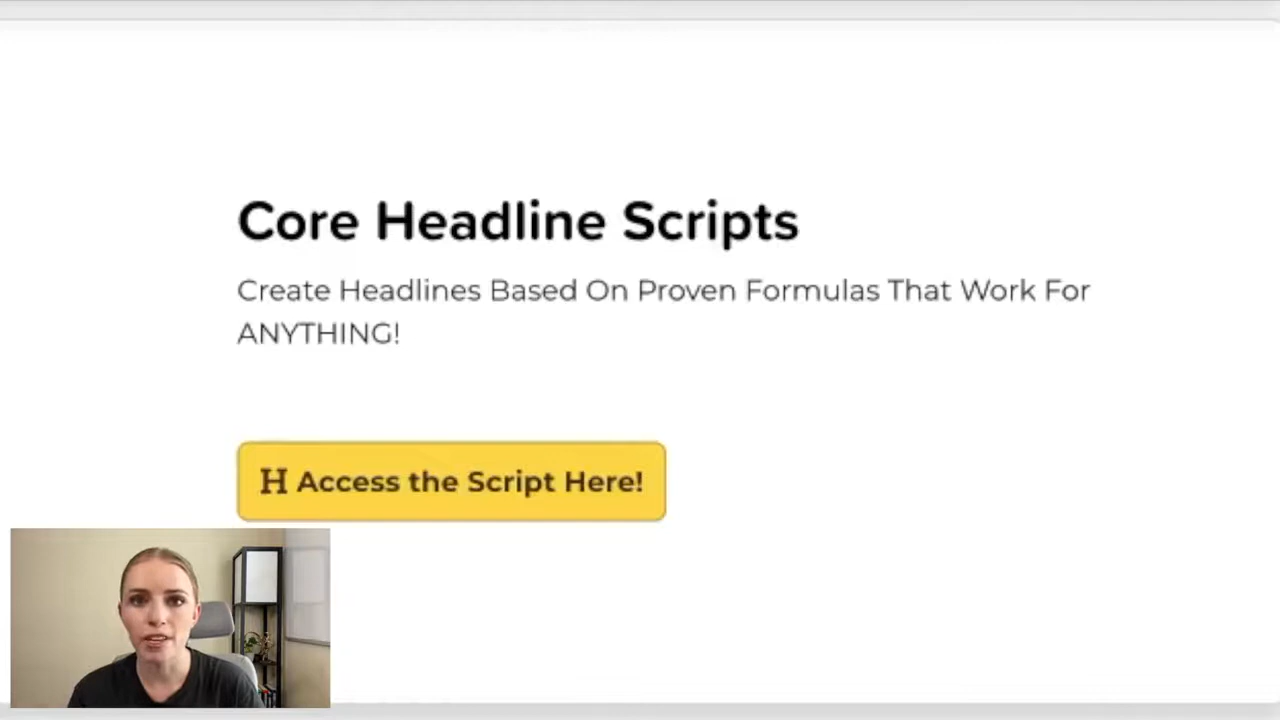 Core Headline Scripts
Create Headlines Based On Proven Formulas That Work For
ANYTHING!
H Access the Script Here!